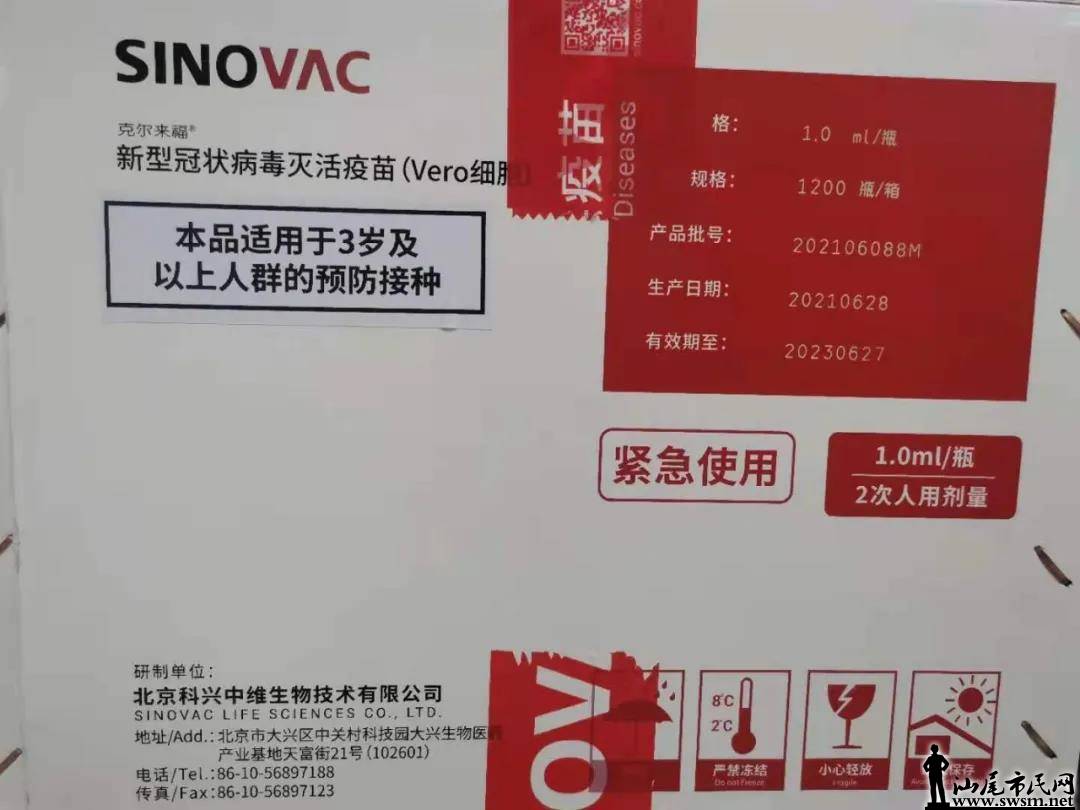 SINOVAC
克尔来福®
新型冠状病毒灭活疫苗(Vero细胞
本品适用于3岁及
以上人群的预防接种
疫苗
Diseases
sinovac
格: 1.0 ml/瓶
规格: 1200 瓶/箱
产品批号: 202106088M
生产日期: 20210628
有效期至: 20230627
紧急使用
1.0ml/瓶
2次人用剂量
研制单位:
北京科兴中维生物技术有限公司
SINOVAC LIFE SCIENCES CO., LTD.
地址/Add.:北京市大兴区中关村科技园大兴生物医
产业基地天富街21号(102601)
电话/Tel.:86-10-56897188
传真/Fax:86-10-56897123
OV
8℃
2℃
严禁冻结
Do not Freeze
小心轻放
Fragile
保存
汕尾市民网
www.swsm.net